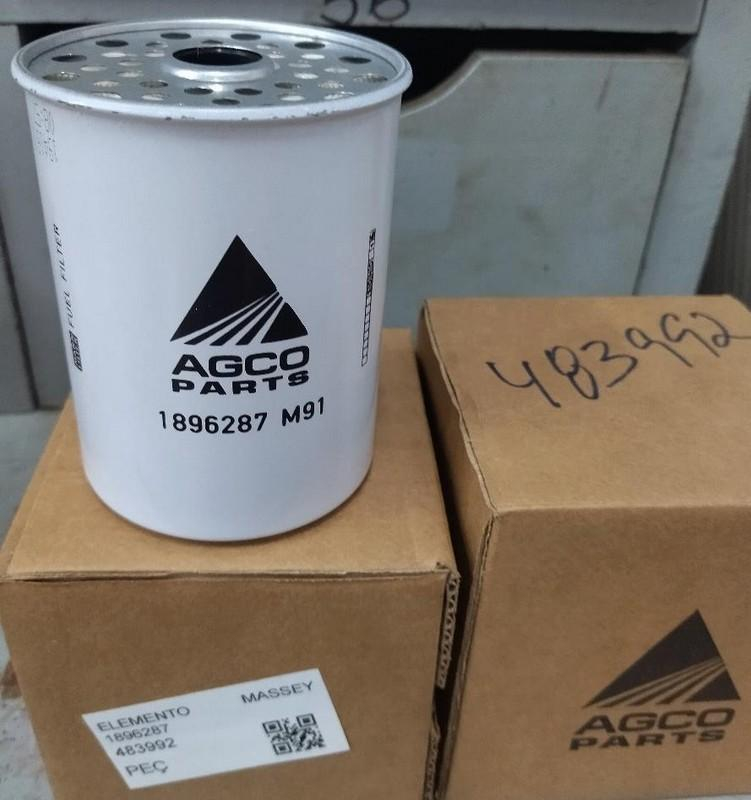 FUEL FILTER
AGCO
PARTS
1896287 M91
483992
ELEMENTO MASSEY
1896287
483992
PEÇ
AGCO
PARTS